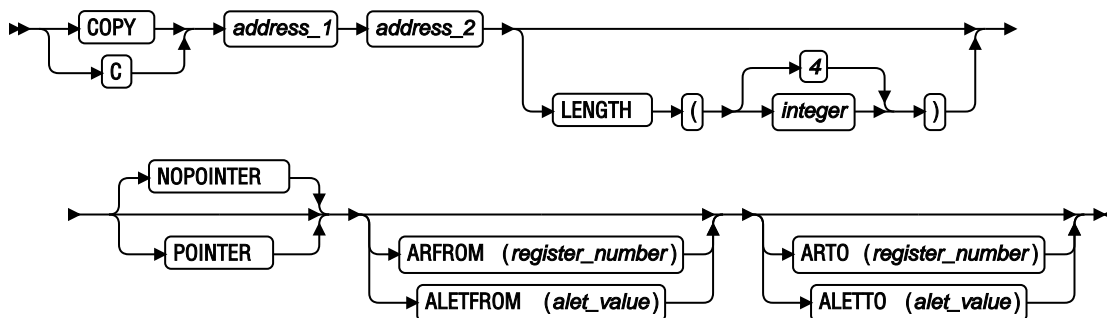 COPY address_1 address_2
C 4
LENGTH ( integer )
NOPOINTER
POINTER ARFROM (register_number) ARTO (register_number)
ALETFROM (alet_value) ALETTO (alet_value)